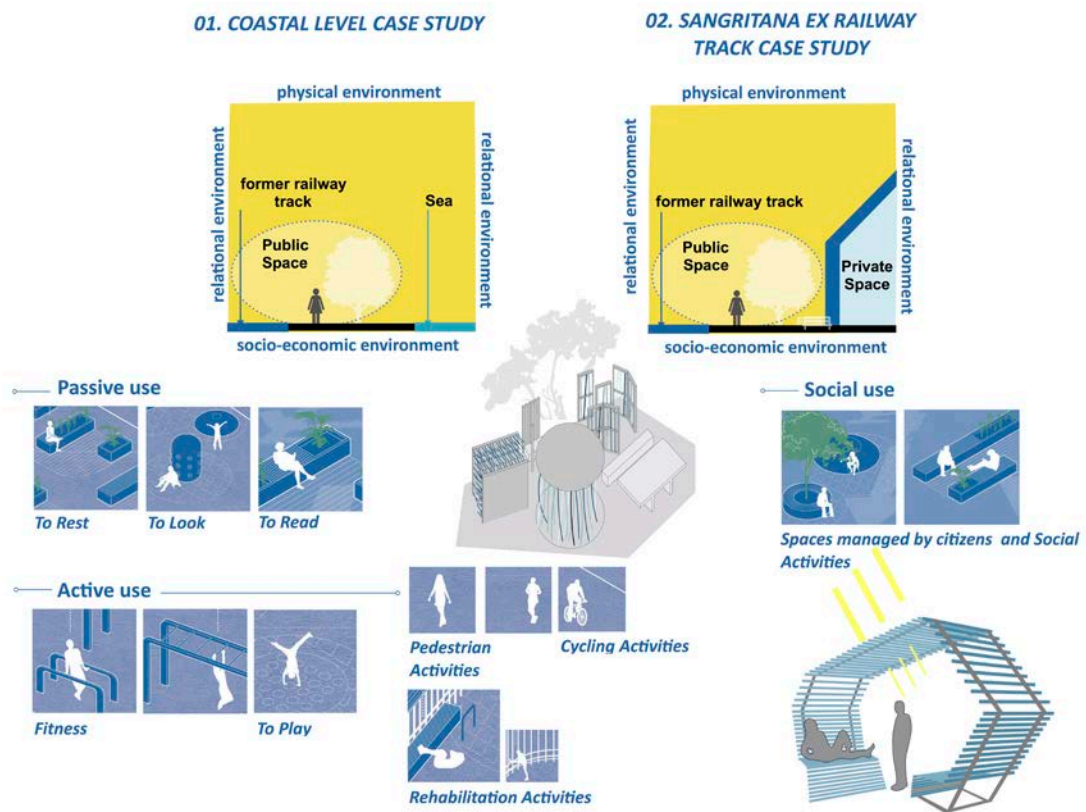 01. COASTAL LEVEL CASE STUDY
02. SANGRITANA EX RAILWAY
TRACK CASE STUDY
physical environment
relational environment
former railway
track
Sea
Public
Space
relational environment
socio-economic environment
physical environment
relational environment
former railway track
Public
Space
Private
Space
relational environment
socio-economic environment
Passive use
To Rest
To Look
To Read
Social use
Spaces managed by citizens and Social
Activities
Active use
Fitness
To Play
Pedestrian
Activities
Cycling Activities
Rehabilitation Activities